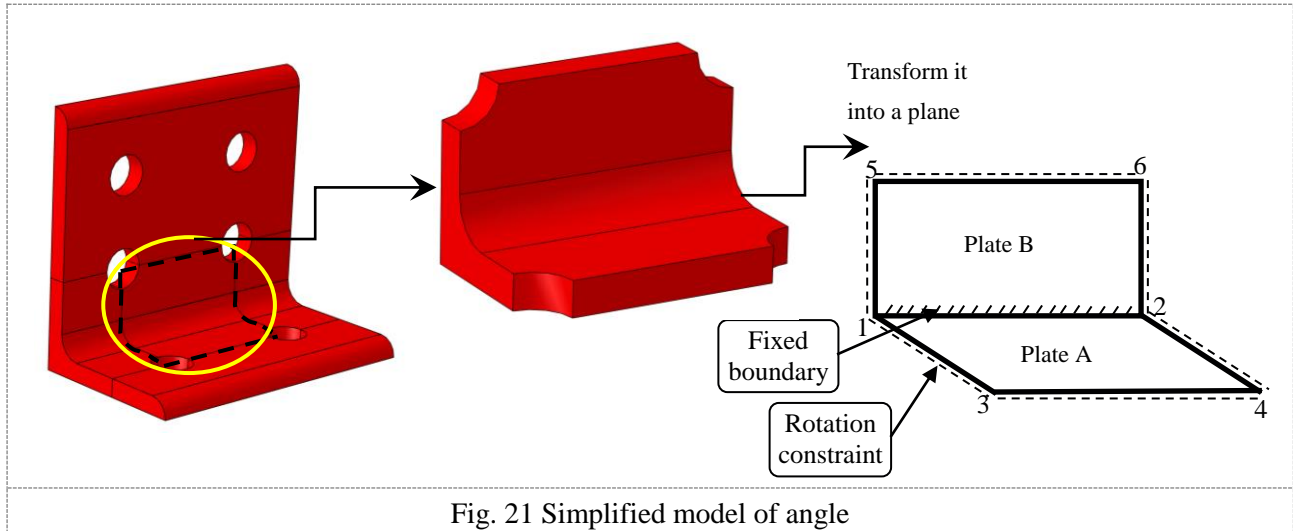 Transform it
into a plane
5
6
Plate B
1
2
Fixed
boundary
Plate A
3
4
Rotation
constraint
Fig. 21 Simplified model of angle